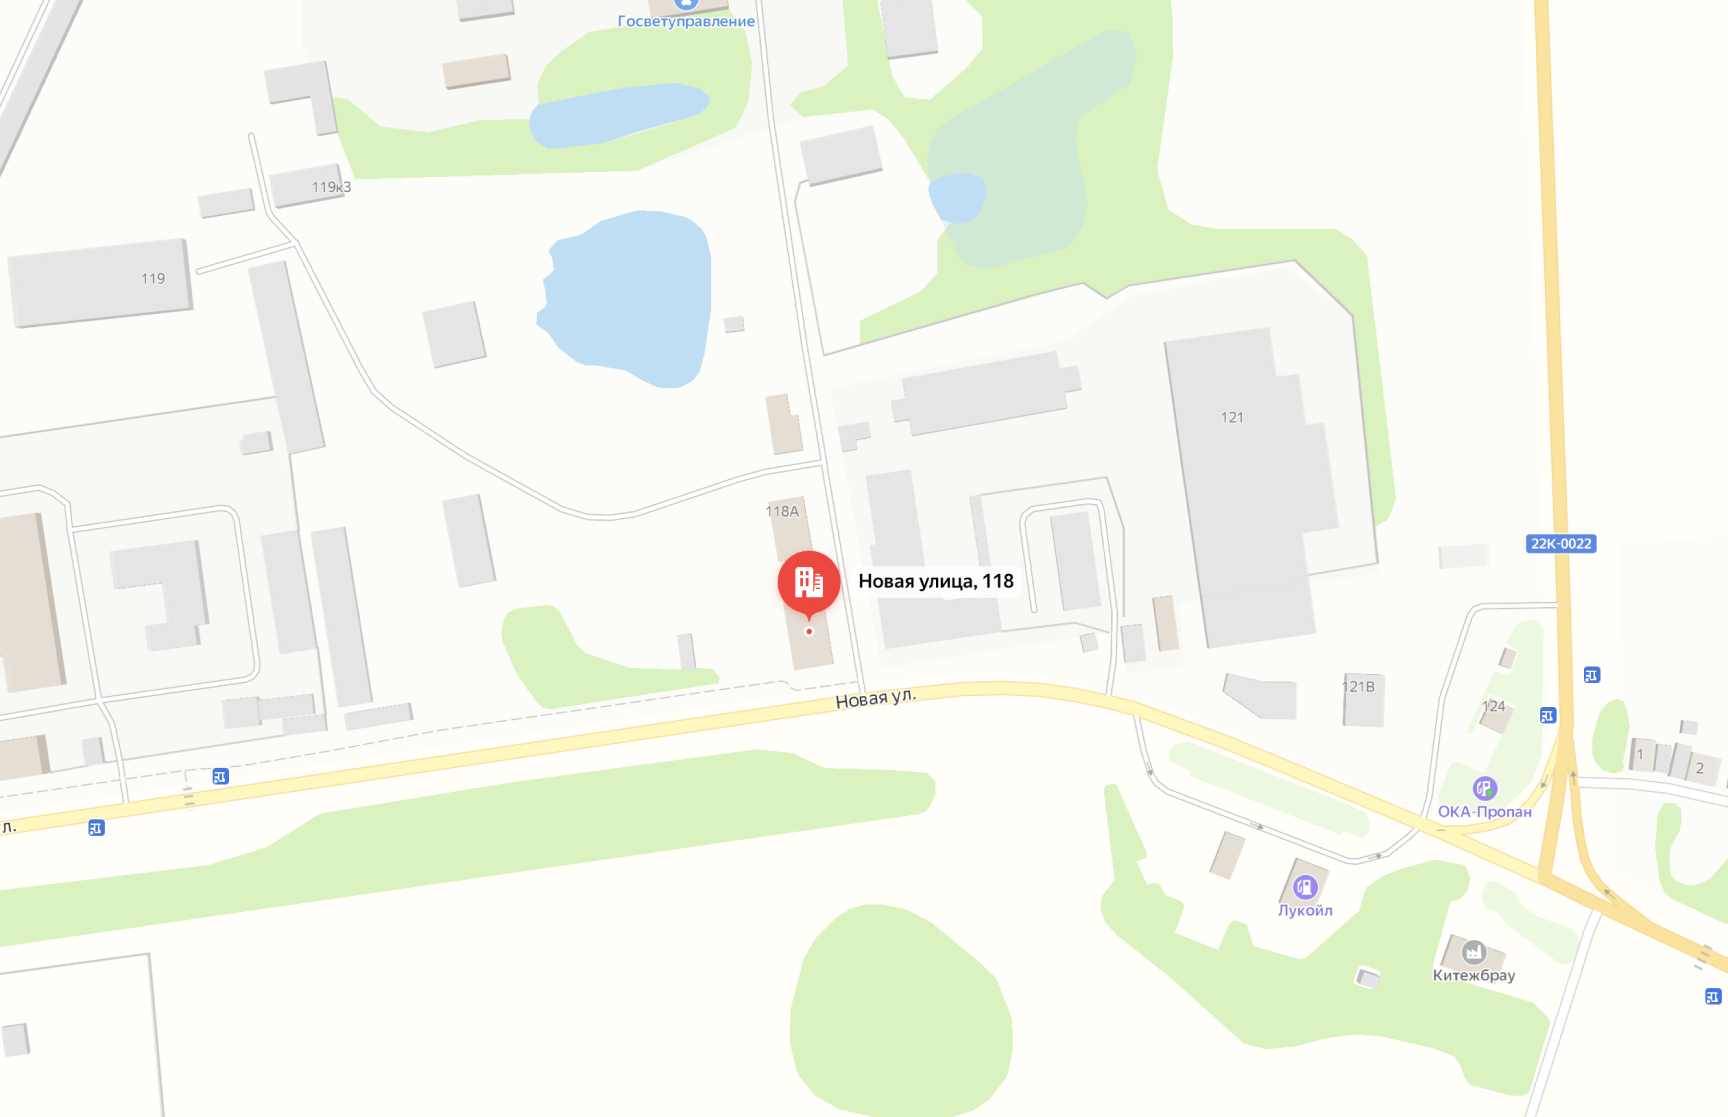 Госветуправление
119к3
119
121
118А
22К-0022
Новая улица, 118
Новая ул.
121В
124
1
2
ОКА-Пропан
л.
Лукойл
Китежбрау